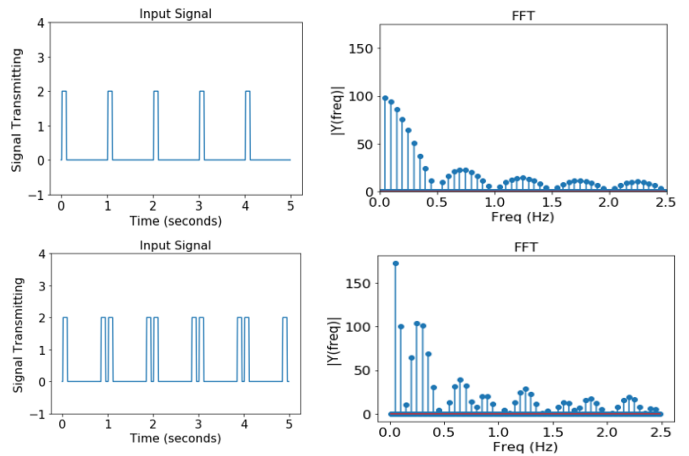 Input Signal
Signal Transmitting
4
3
2
1
0
−1
0 1 2 3 4 5
Time (seconds)
FFT
|Y(freq)|
150
100
50
0
0.0 0.5 1.0 1.5 2.0 2.5
Freq (Hz)
Input Signal
Signal Transmitting
4
3
2
1
0
−1
0 1 2 3 4 5
Time (seconds)
FFT
|Y(freq)|
150
100
50
0
0.0 0.5 1.0 1.5 2.0 2.5
Freq (Hz)